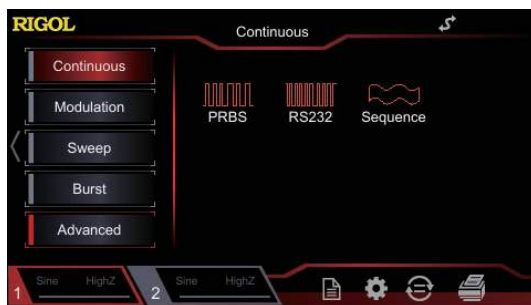 RIGOL
Continuous
Continuous
Modulation
Sweep
Burst
Advanced
PRBS
RS232
Sequence
1 Sine HighZ
2 Sine HighZ